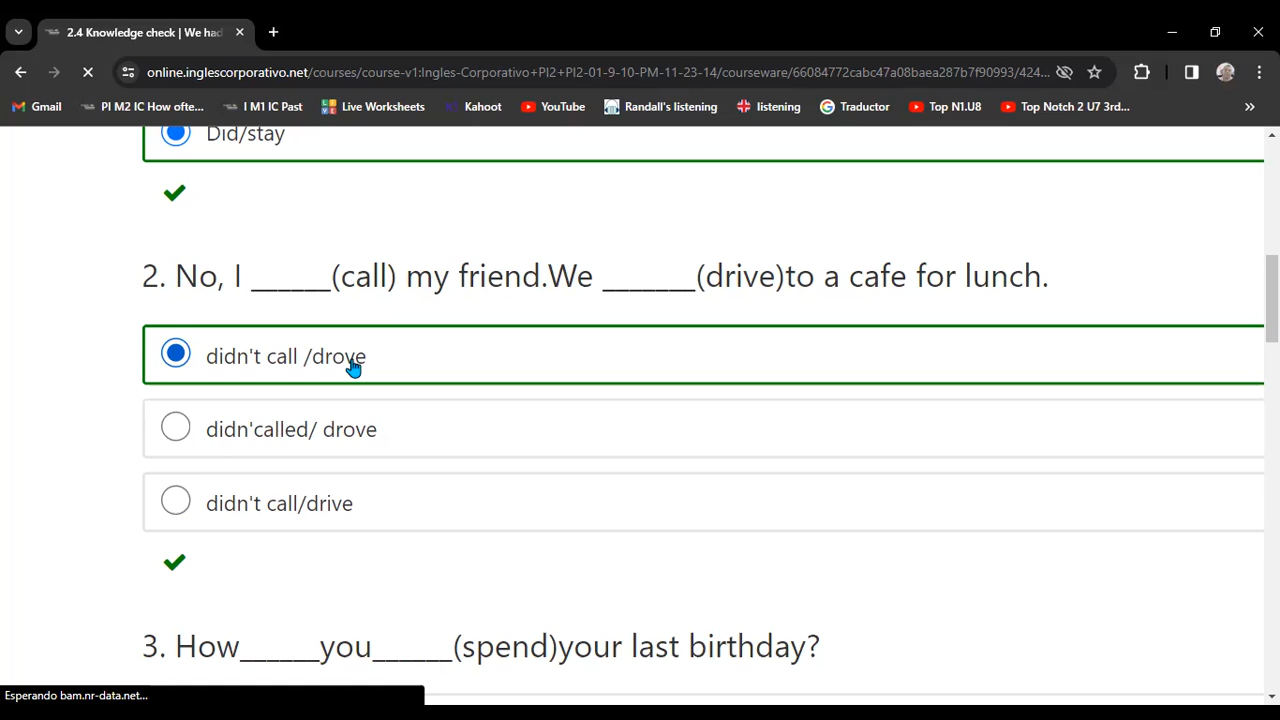 2.4 Knowledge check | We had
online.inglescorporativo.net/courses/course-v1:Ingles-Corporativo+PI2+PI2-01-9-10-PM-11-23-14/courseware/66084772cabc47a08baea287b7f90993/424...
Gmail PI M2 IC How ofte... I M1 IC Past Live Worksheets Kahoot YouTube Randall's listening listening Traductor Top N1.U8 Top Notch 2 U7 3rd... »
Did/stay
2. No, I ______(call) my friend.We _______(drive)to a cafe for lunch.
didn't call /drove
didn'called/ drove
didn't call/drive
3. How______you______(spend)your last birthday?
Esperando bam.nr-data.net...